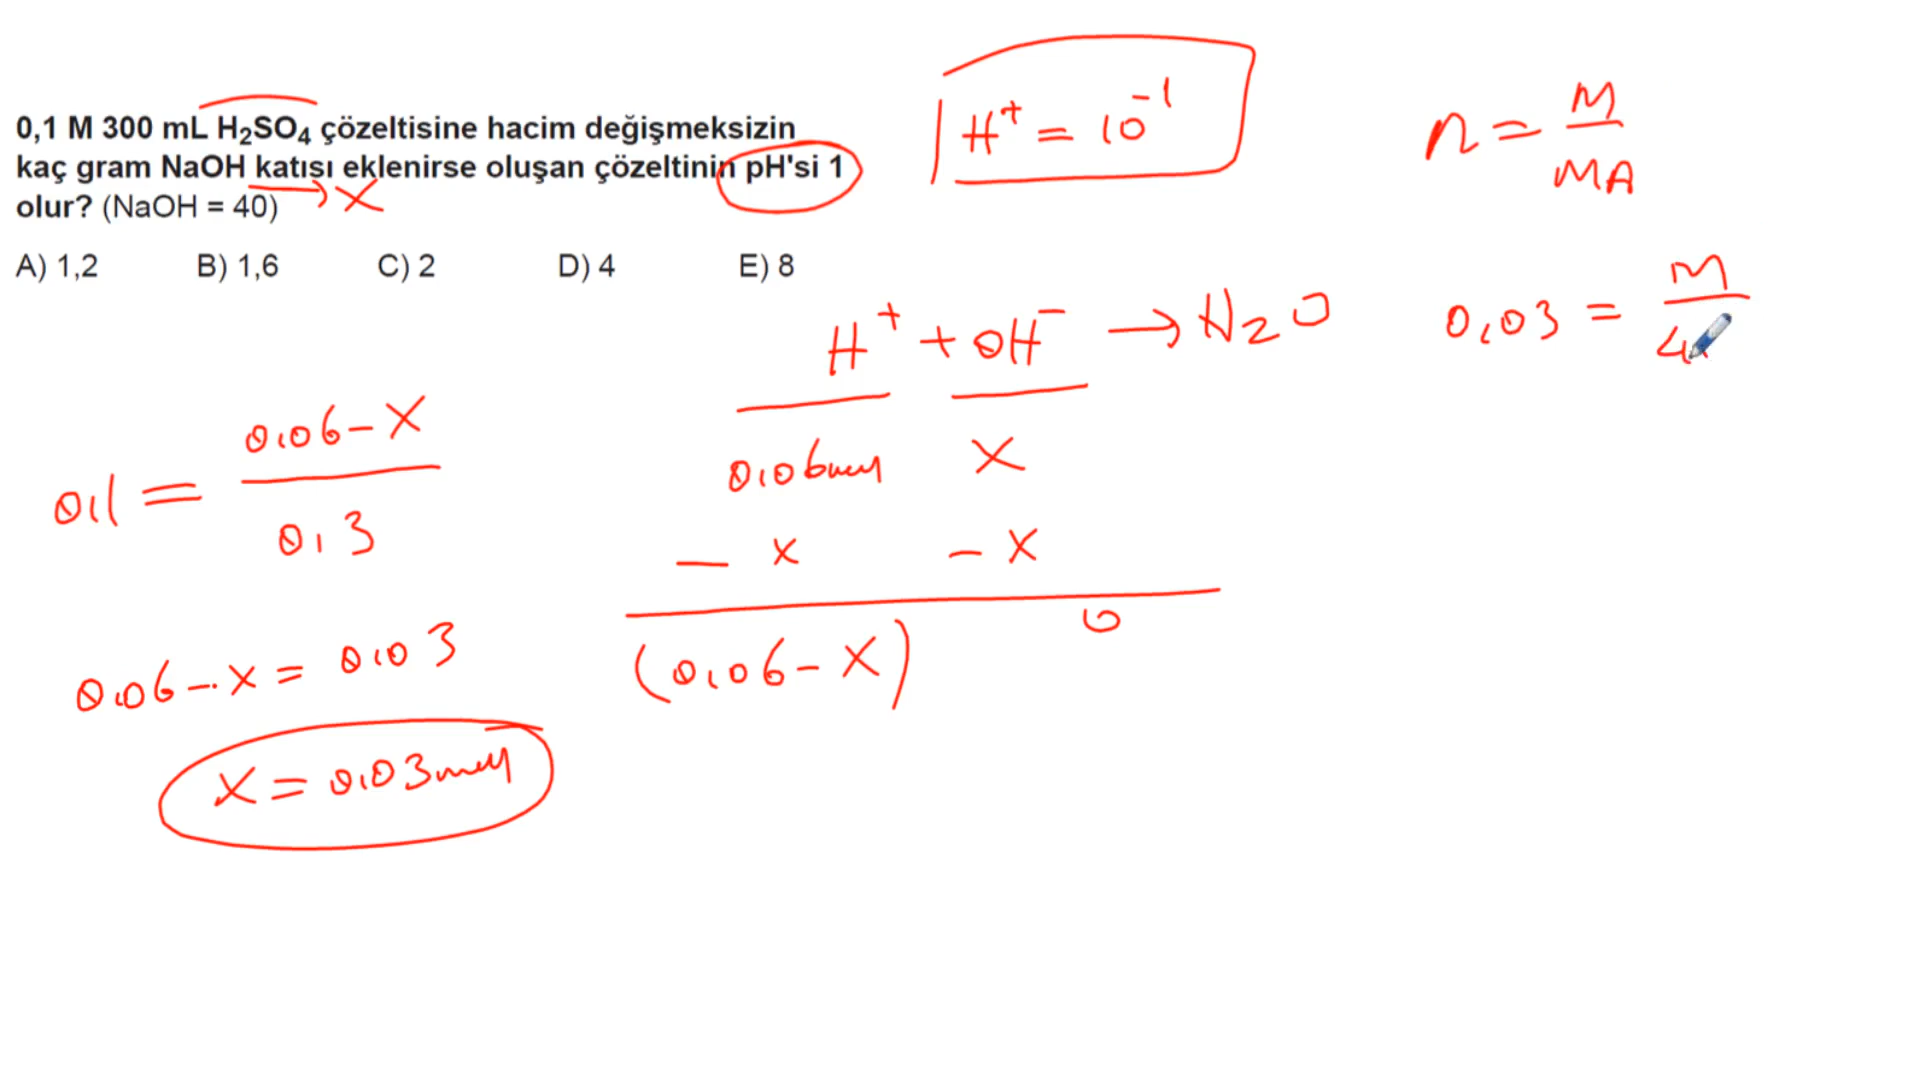 0,1 M 300 mL H₂SO₄ çözeltisine hacim değişmeksizin
kaç gram NaOH katısı eklenirse oluşan çözeltinin pH'si 1
olur? (NaOH = 40) → X
A) 1,2 B) 1,6 C) 2 D) 4 E) 8
H⁺ = 10⁻¹
n = M / MA
H⁺ + OH⁻ → H₂O
0,06 mol X
- X - X
(0,06 - X) 0
0,1 = 0,06 - X / 0,3
0,06 - X = 0,03
X = 0,03 mol
0,03 = M / 4